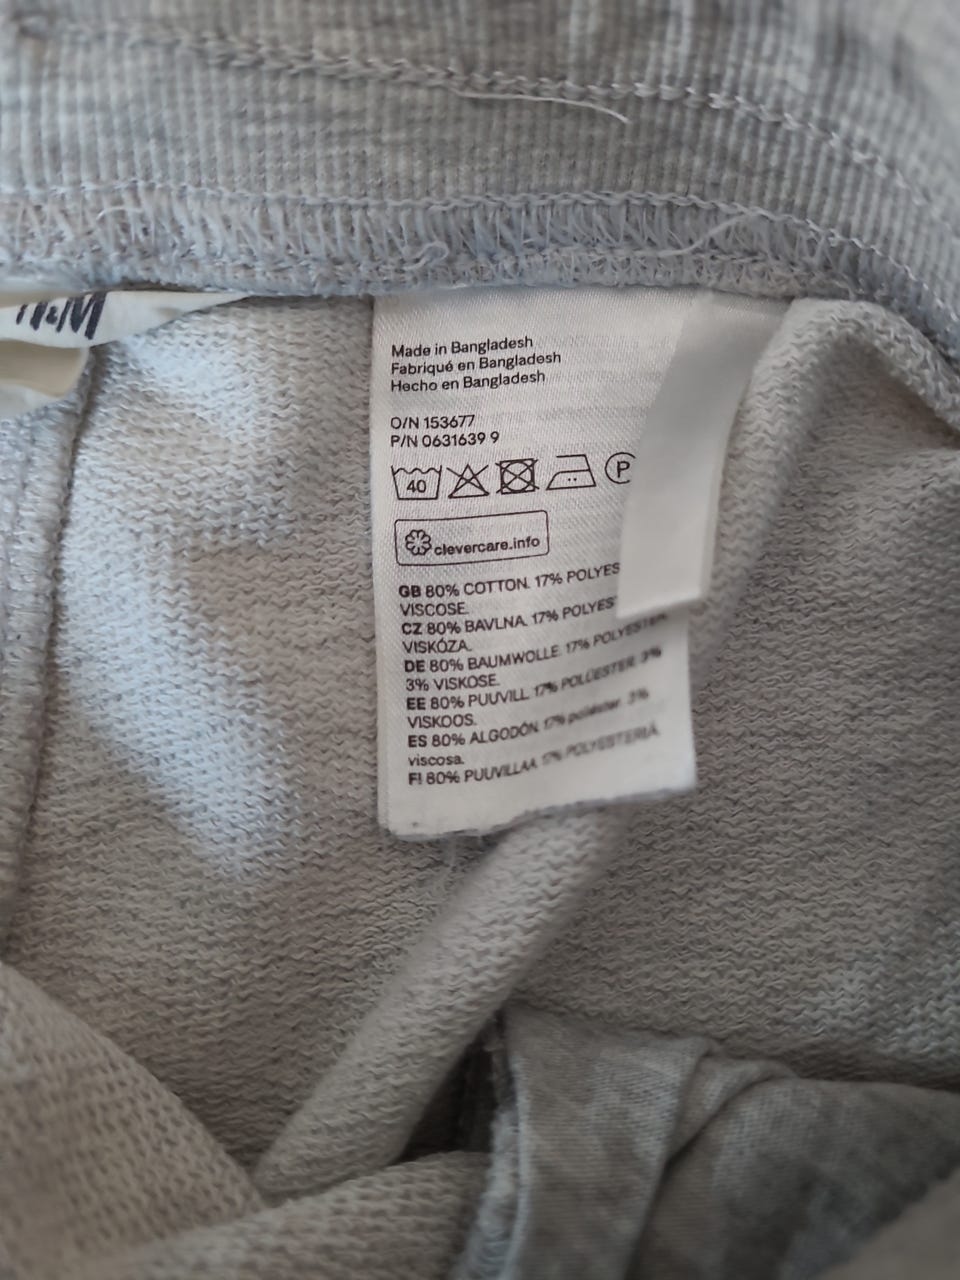 H&M
Made in Bangladesh
Fabriqué en Bangladesh
Hecho en Bangladesh
O/N 153677
P/N 0631639 9
40
P
clevercare.info
GB 80% COTTON. 17% POLYES
VISCOSE.
CZ 80% BAVLNA. 17% POLYES
VISKÓZA.
DE 80% BAUMWOLLE. 17% POLYESTER.
3% VISKOSE.
EE 80% PUUVILL. 17% POLÜESTER. 3%
VISKOOS.
ES 80% ALGODÓN. 17% poliéster. 3%
viscosa.
FI 80% PUUVILLAA. 17% POLYESTERIÄ.